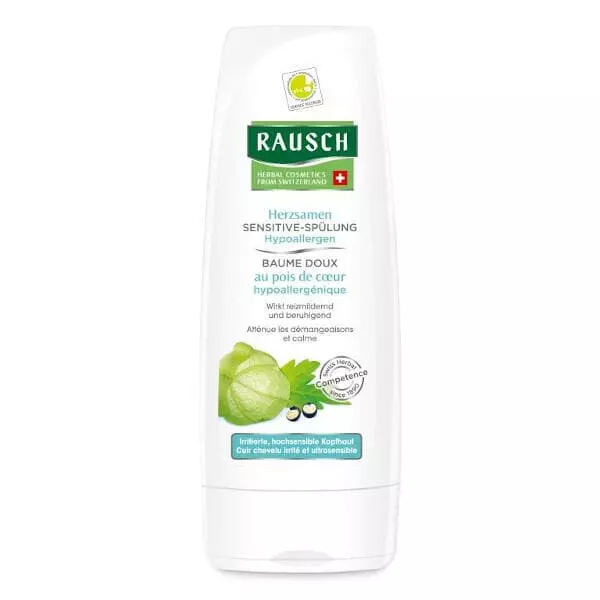 RAUSCH
HERBAL COSMETICS
FROM SWITZERLAND
Herzsamen
SENSITIVE-SPÜLUNG
Hypoallergen
BAUME DOUX
au pois de cœur
hypoallergénique
Wirkt reizmildernd
und beruhigend
Atténue les démangeaisons
et calme
Swiss Herbal
Competence
since 1890
Irritierte, hochsensible Kopfhaut
Cuir chevelu irrité et ultrasensible